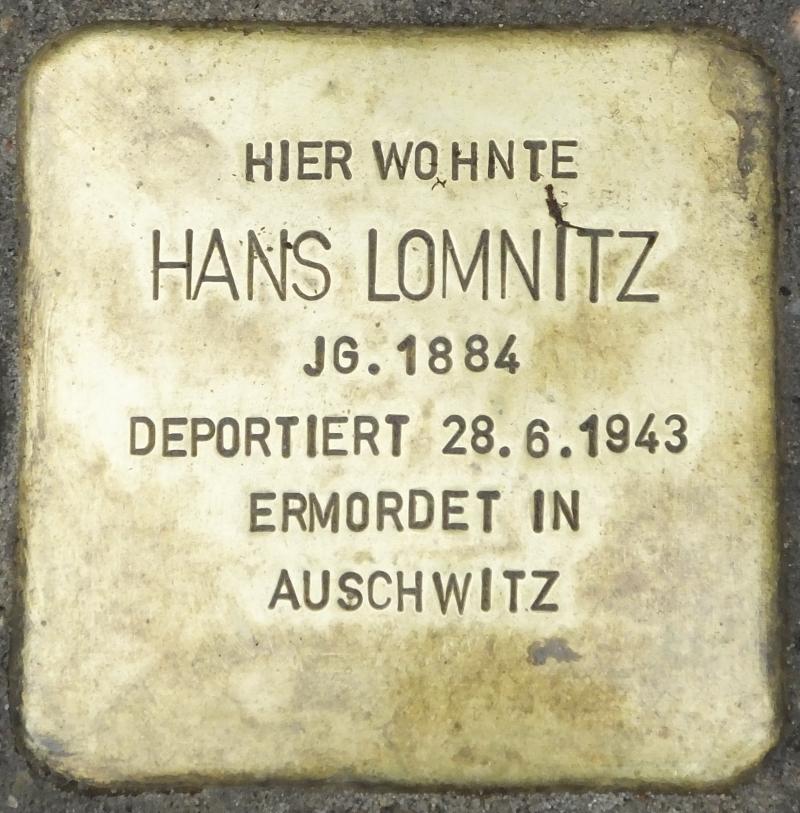 HIER WOHNTE
HANS LOMNITZ
JG. 1884
DEPORTIERT 28.6.1943
ERMORDET IN
AUSCHWITZ